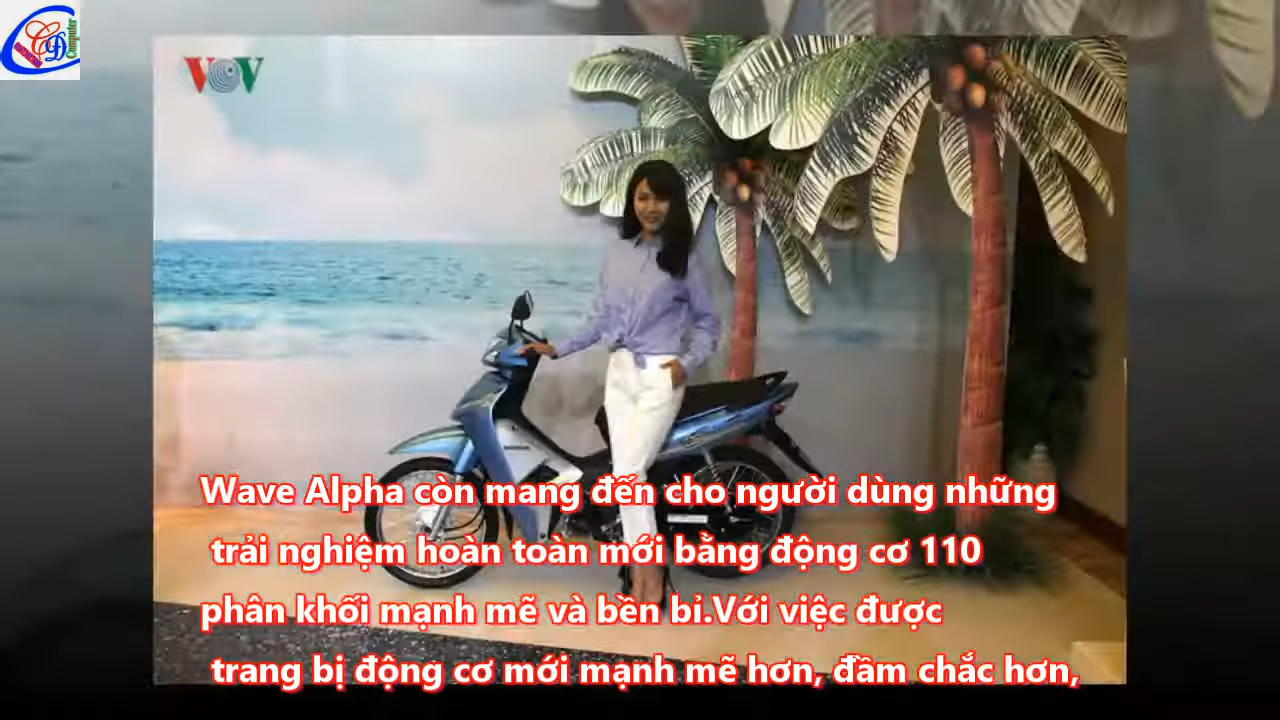 VOV
Computer
Wave Alpha còn mang đến cho người dùng những
trải nghiệm hoàn toàn mới bằng động cơ 110
phân khối mạnh mẽ và bền bỉ.Với việc được
trang bị động cơ mới mạnh mẽ hơn, đầm chắc hơn,